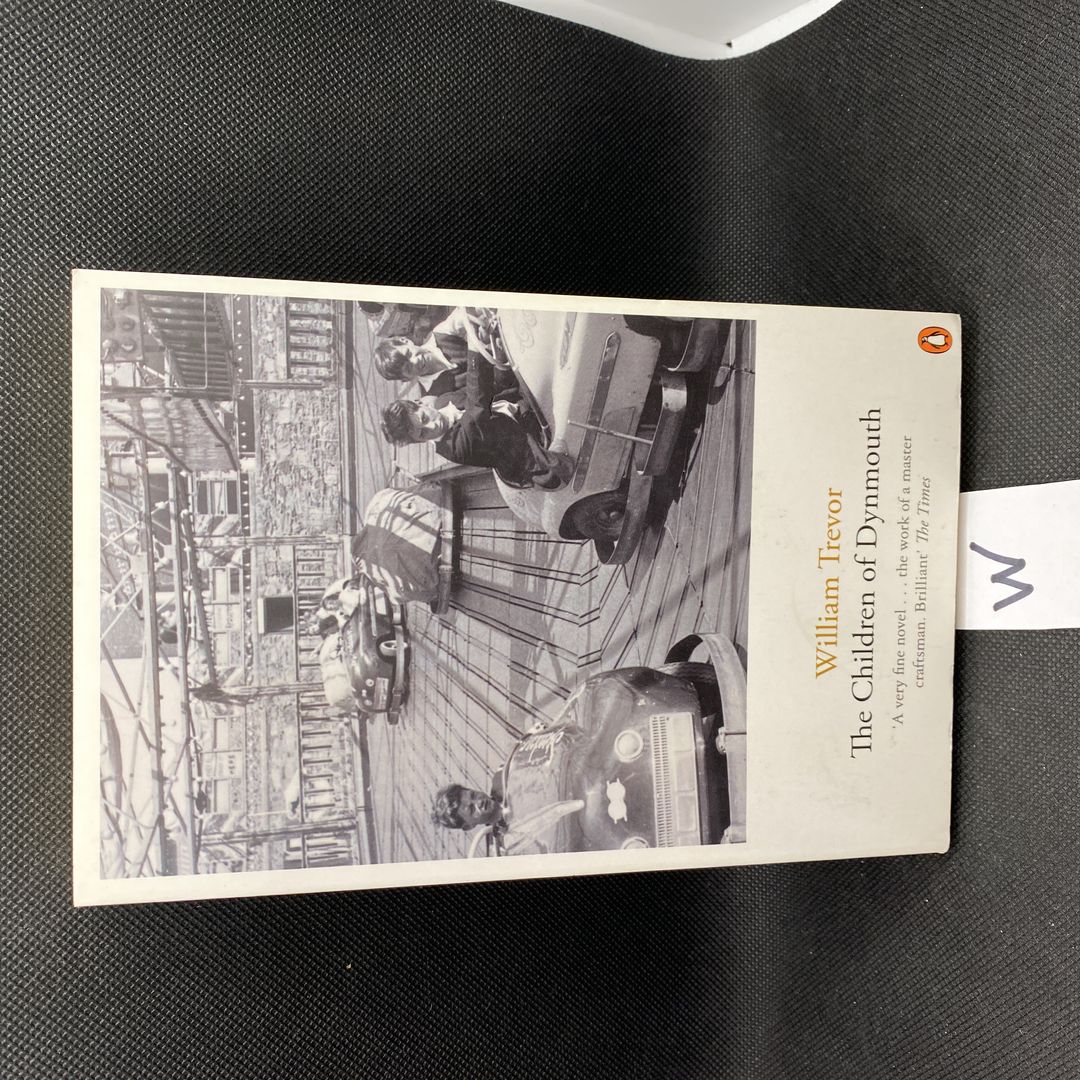 William Trevor
The Children of Dynmouth
'A very fine novel . . . the work of a master
craftsman. Brilliant' The Times
W